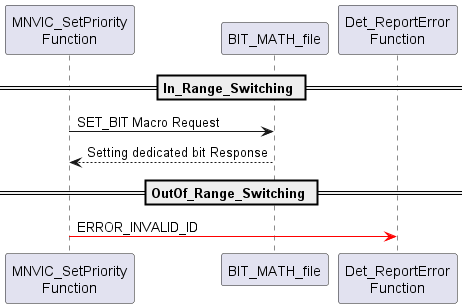 MNVIC_SetPriority
Function
BIT_MATH_file
Det_ReportError
Function
In_Range_Switching
SET_BIT Macro Request
Setting dedicated bit Response
OutOf_Range_Switching
ERROR_INVALID_ID
MNVIC_SetPriority
Function
BIT_MATH_file
Det_ReportError
Function